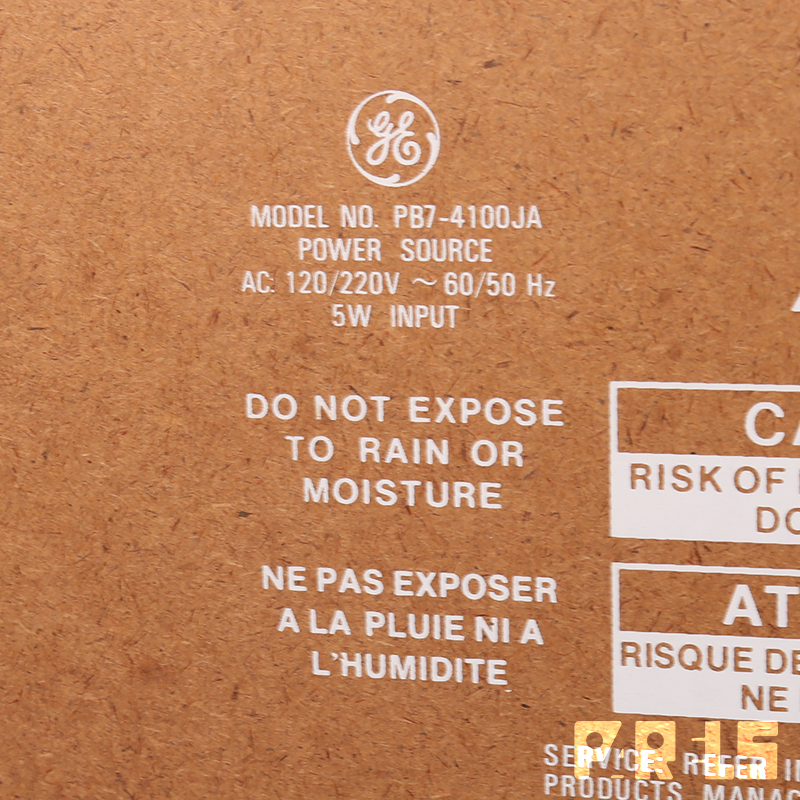 GE
MODEL NO. PB7-4100JA
POWER SOURCE
AC: 120/220V ~ 60/50 Hz
5W INPUT
DO NOT EXPOSE
TO RAIN OR
MOISTURE
NE PAS EXPOSER
A LA PLUIE NI A
L'HUMIDITE
CA
RISK OF
DO
AT
RISQUE DE
NE
SERVICE: REFER
PRODUCTS MANA